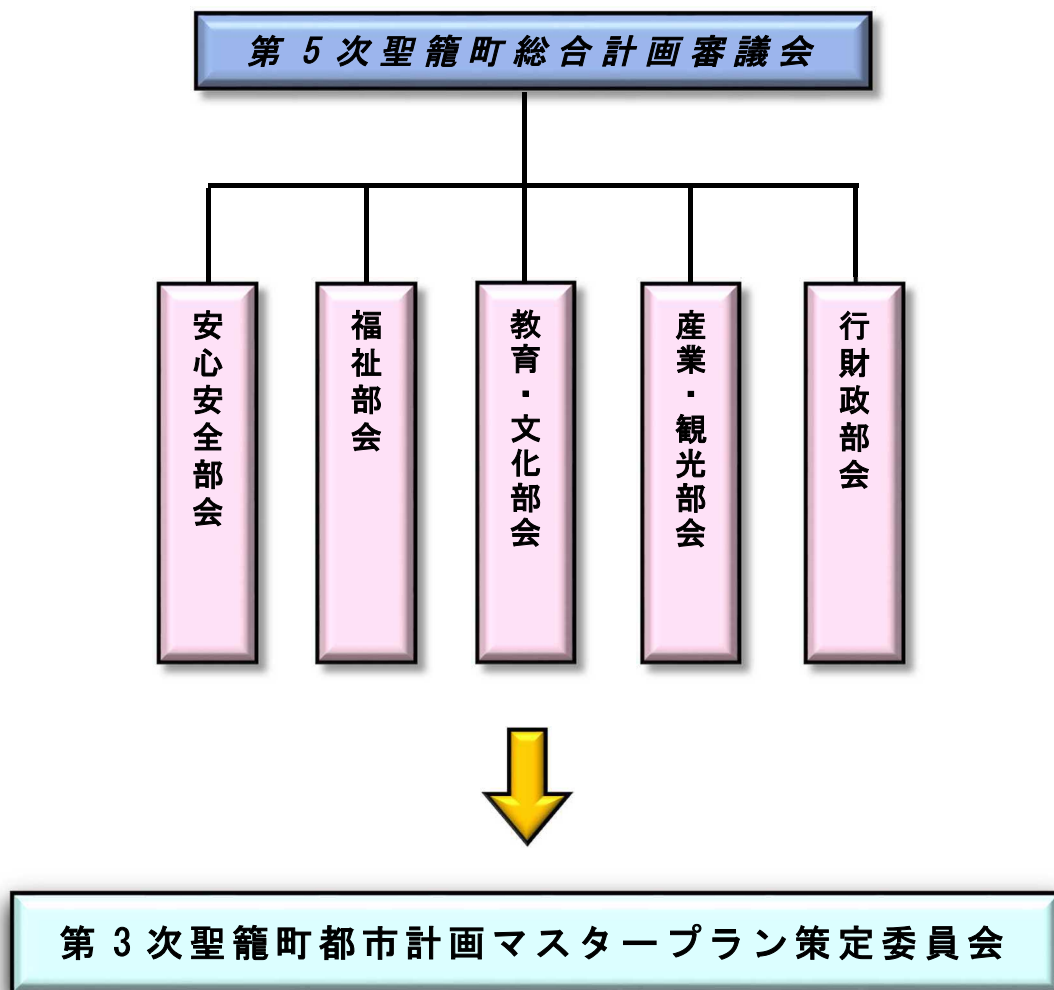 第5次聖籠町総合計画審議会
安心安全部会
福祉部会
教育・文化部会
産業・観光部会
行財政部会
第3次聖籠町都市計画マスタープラン策定委員会